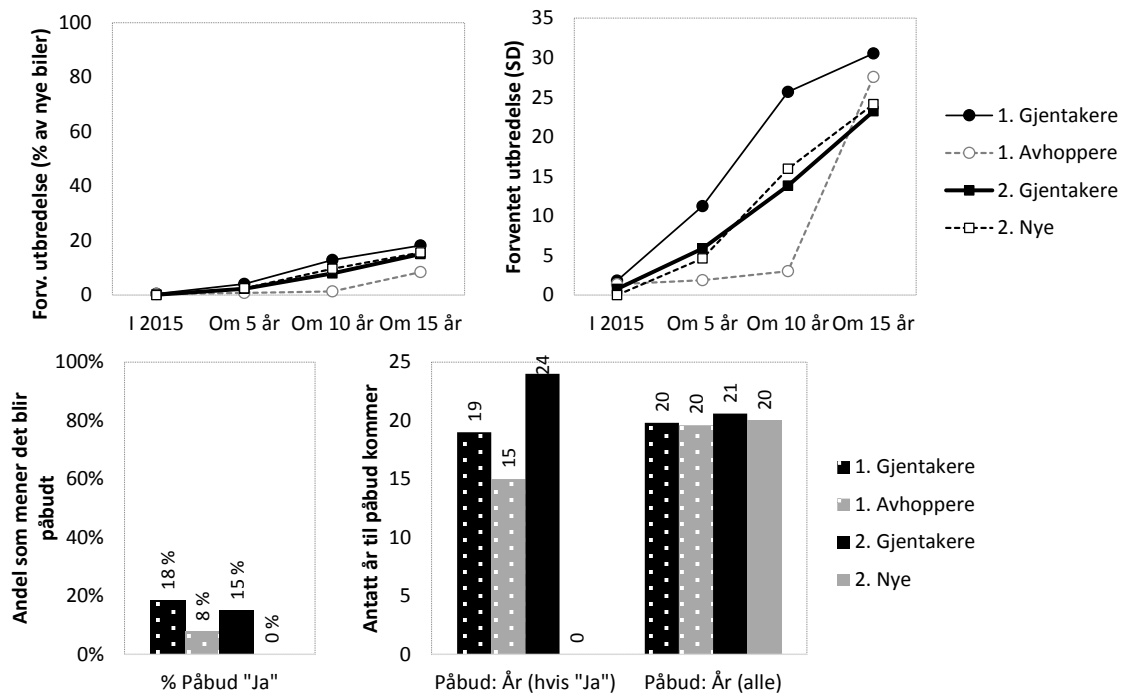 Forv. utbredelse (% av nye biler)
100
80
60
40
20
0
I 2015 Om 5 år Om 10 år Om 15 år
Forventet utbredelse (SD)
35
30
25
20
15
10
5
0
I 2015 Om 5 år Om 10 år Om 15 år
1. Gjentakere
1. Avhoppere
2. Gjentakere
2. Nye
Andel som mener det blir
påbudt
100%
80%
60%
40%
20%
0%
18 %
8 %
15 %
0 %
% Påbud "Ja"
Antatt år til påbud kommer
25
20
15
10
5
0
19
15
24
0
20
20
21
20
Påbud: År (hvis "Ja") Påbud: År (alle)
1. Gjentakere
1. Avhoppere
2. Gjentakere
2. Nye